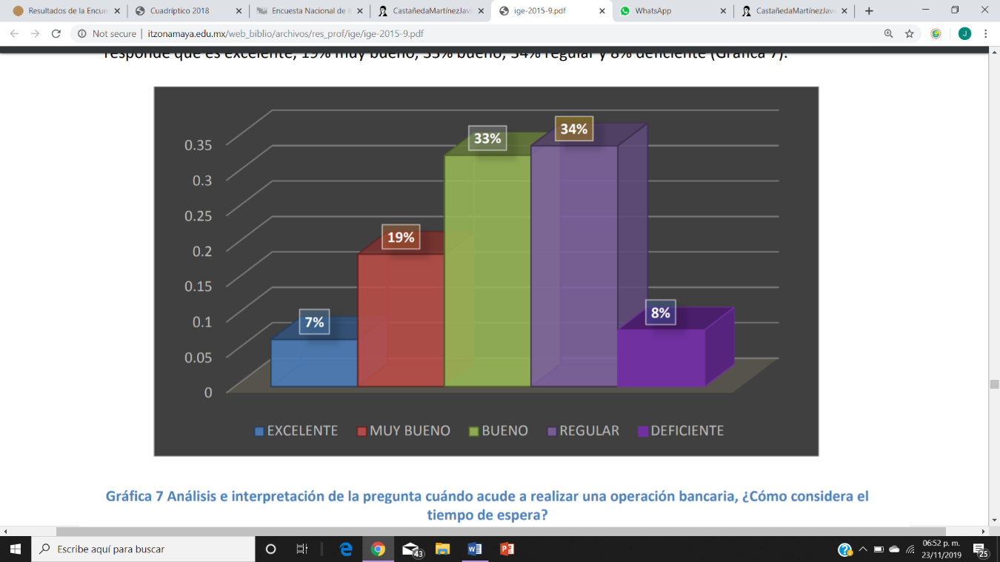 Resultados de la Encue
Cuadríptico 2018
Encuesta Nacional de I
CastañedaMartínezJavi
ige-2015-9.pdf
WhatsApp
CastañedaMartínezJavi
Not secure | itzonamaya.edu.mx/web_biblio/archivos/res_prof/ige/ige-2015-9.pdf
J
responde que es excelente, 19% muy bueno, 33% bueno, 34% regular y 8% deficiente (Gráfica 7).
0.35
0.3
0.25
0.2
0.15
0.1
0.05
0
7%
19%
33%
34%
8%
EXCELENTE MUY BUENO BUENO REGULAR DEFICIENTE
Gráfica 7 Análisis e interpretación de la pregunta cuándo acude a realizar una operación bancaria, ¿Cómo considera el
tiempo de espera?
Escribe aquí para buscar
43
06:52 p. m.
23/11/2019
25